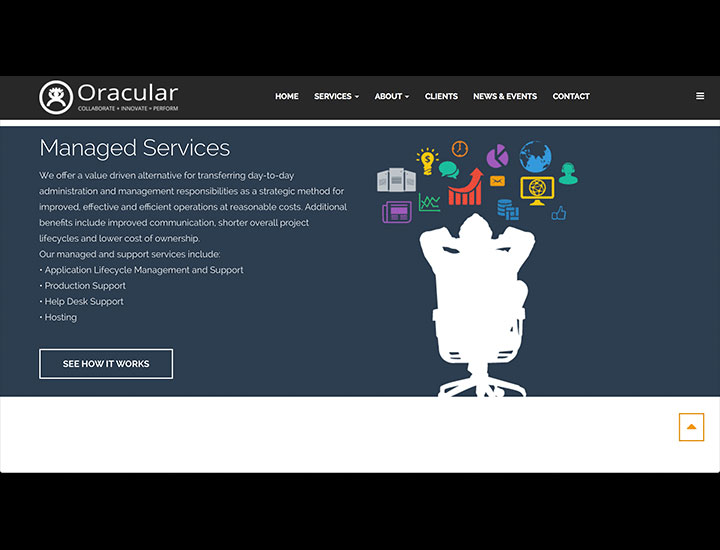 Oracular
COLLABORATE + INNOVATE = PERFORM
HOME SERVICES ABOUT CLIENTS NEWS & EVENTS CONTACT
Managed Services
We offer a value driven alternative for transferring day-to-day
administration and management responsibilities as a strategic method for
improved, effective and efficient operations at reasonable costs. Additional
benefits include improved communication, shorter overall project
lifecycles and lower cost of ownership.
Our managed and support services include:
• Application Lifecycle Management and Support
• Production Support
• Help Desk Support
• Hosting
SEE HOW IT WORKS